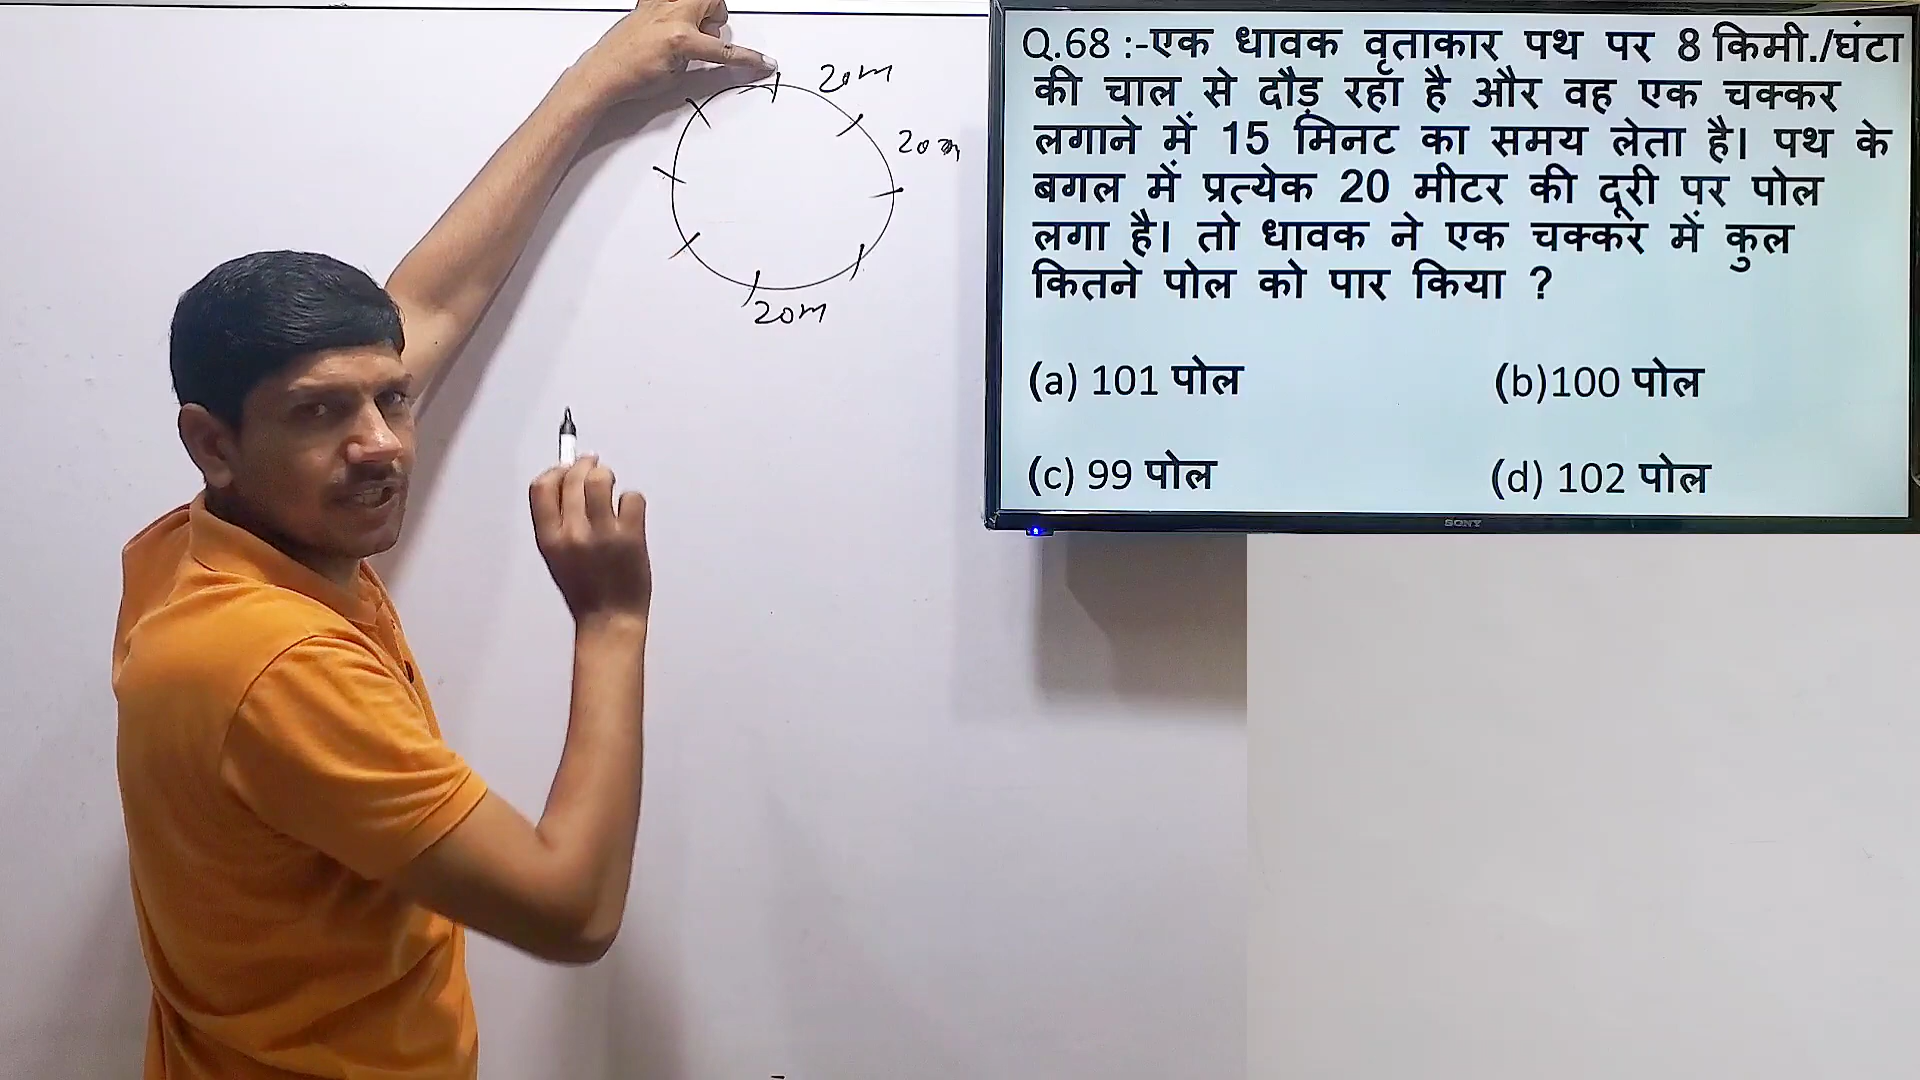 20m
20m
20m
Q.68 :-एक धावक वृताकार पथ पर 8 किमी./घंटा
की चाल से दौड़ रहा है और वह एक चक्कर
लगाने में 15 मिनट का समय लेता है। पथ के
बगल में प्रत्येक 20 मीटर की दूरी पर पोल
लगा है। तो धावक ने एक चक्कर में कुल
कितने पोल को पार किया ?
(a) 101 पोल (b)100 पोल
(c) 99 पोल (d) 102 पोल
SONY